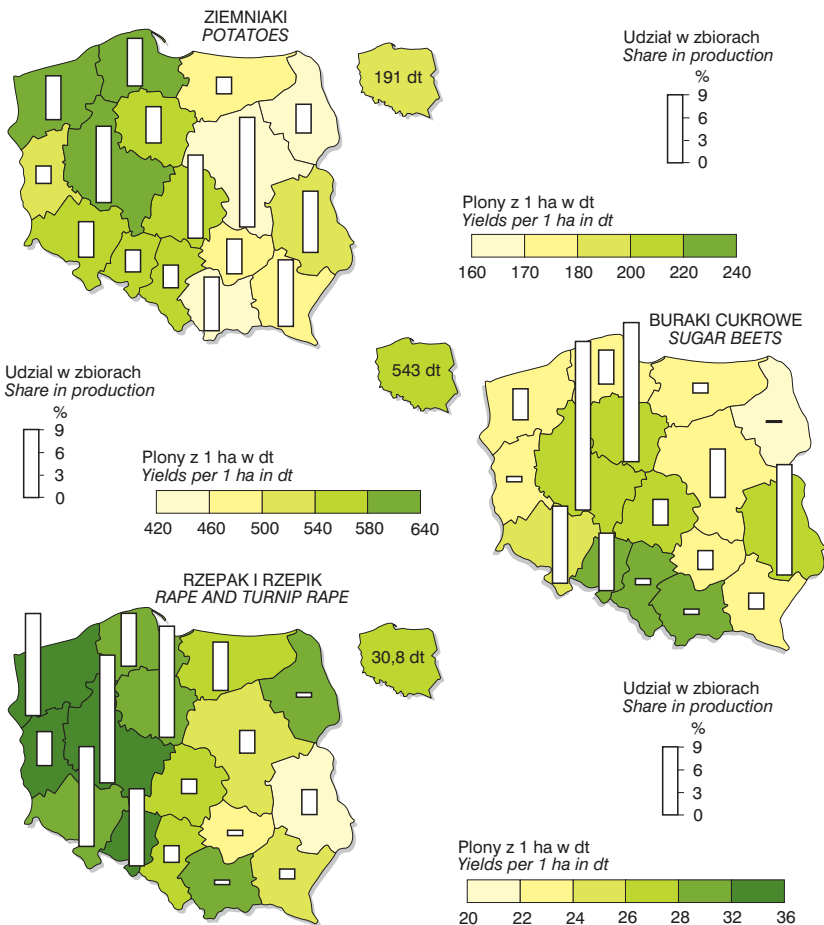 ZIEMNIAKI
POTATOES
191 dt
Udział w zbiorach
Share in production
%
9
6
3
0
Plony z 1 ha w dt
Yields per 1 ha in dt
160 170 180 200 220 240
BURAKI CUKROWE
SUGAR BEETS
543 dt
Udzial w zbiorach
Share in production
%
9
6
3
0
Plony z 1 ha w dt
Yields per 1 ha in dt
420 460 500 540 580 640
RZEPAK I RZEPIK
RAPE AND TURNIP RAPE
30,8 dt
Udział w zbiorach
Share in production
%
9
6
3
0
Plony z 1 ha w dt
Yields per 1 ha in dt
20 22 24 26 28 32 36